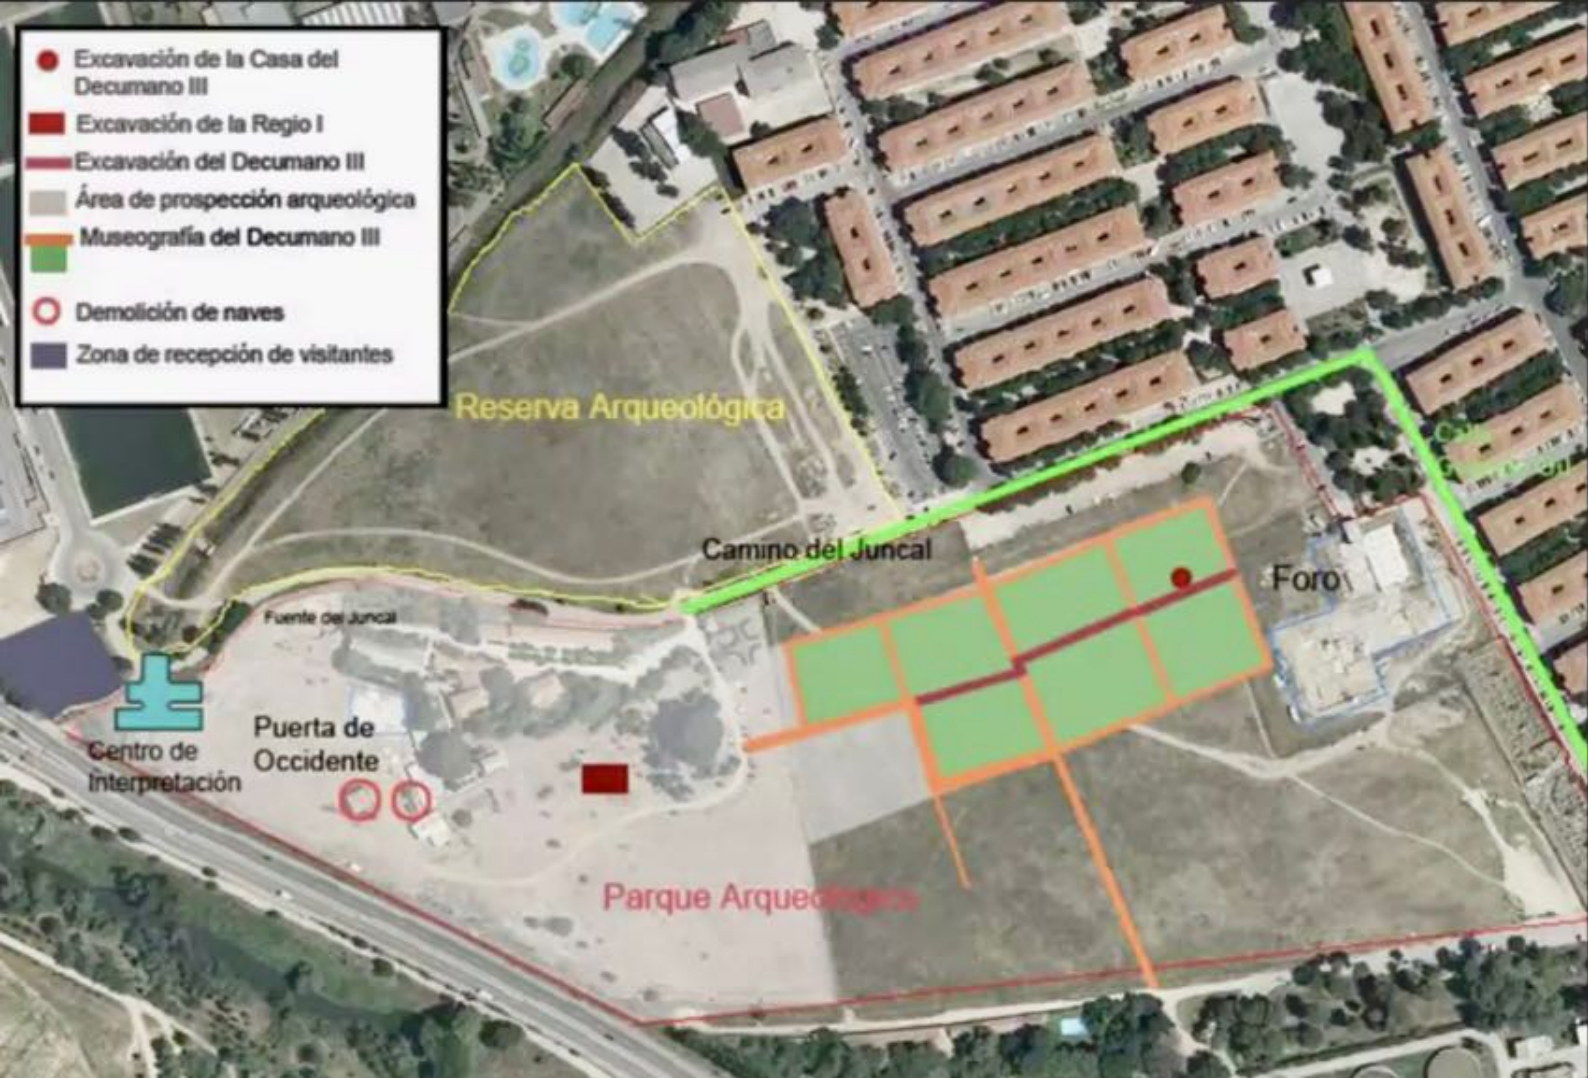 Excavación de la Casa del
Decumano III
Excavación de la Regio I
Excavación del Decumano III
Área de prospección arqueológica
Museografía del Decumano III
Demolición de naves
Zona de recepción de visitantes
Reserva Arqueológica
Camino del Juncal
Foro
Fuente del Juncal
Puerta de
Occidente
Centro de
Interpretación
Parque Arqueológico